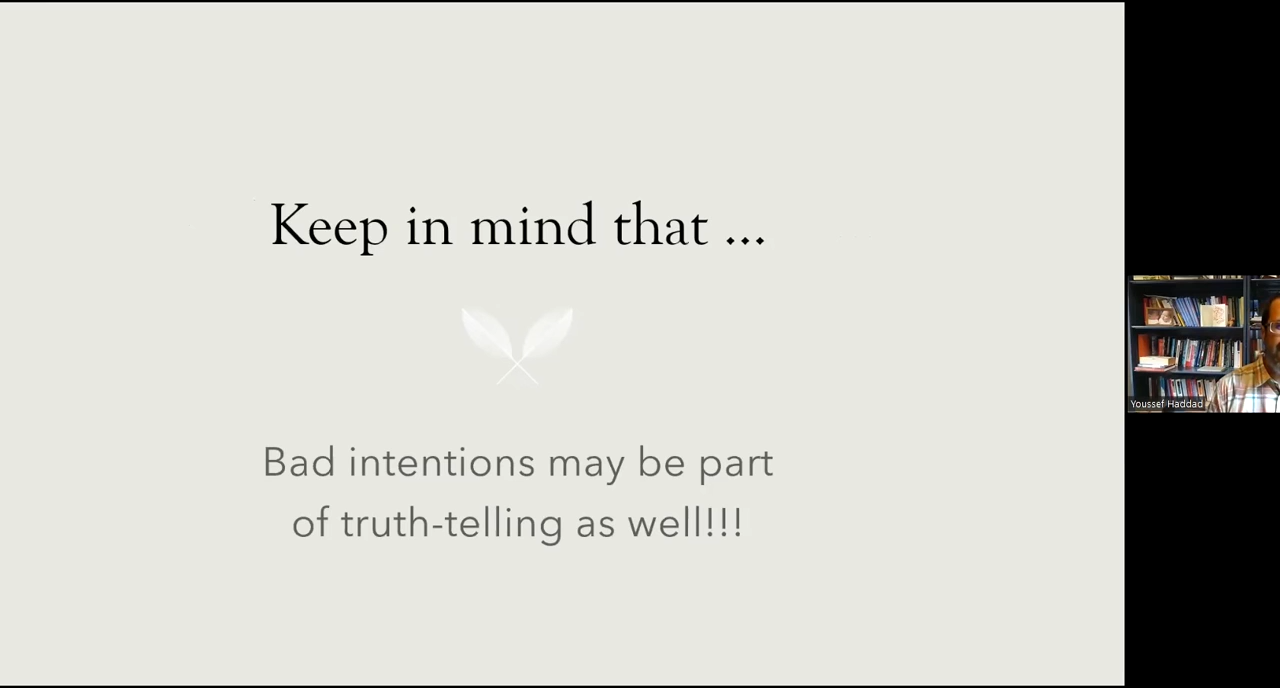 Keep in mind that ...
Bad intentions may be part
of truth-telling as well!!!
Youssef Haddad